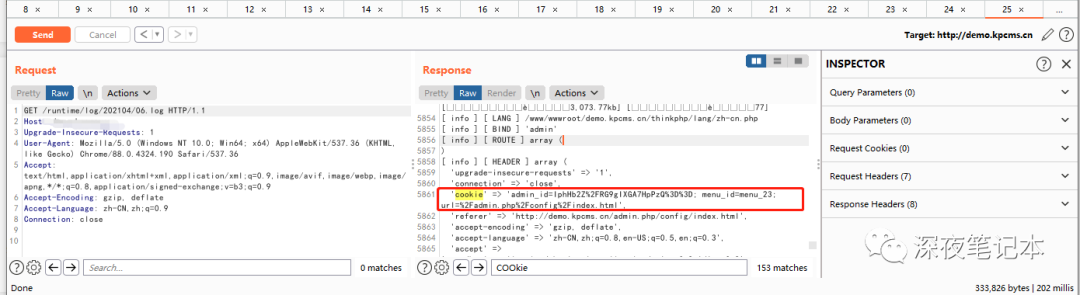 8 × 9 × 10 × 11 × 12 × 13 × 14 × 15 × 16 × 17 × 18 × 19 × 20 × 21 × 22 × 23 × 24 × 25 × ...
Send Cancel < ▾ > ▾ Target: http://demo.kpcms.cn ?
Request
Pretty Raw \n Actions
1 GET /runtime/log/202104/06.log HTTP/1.1
2 Host
3 Upgrade-Insecure-Requests: 1
4 User-Agent: Mozilla/5.0 (Windows NT 10.0; Win64; x64) AppleWebKit/537.36 (KHTML,
like Gecko) Chrome/88.0.4324.190 Safari/537.36
5 Accept:
text/html,application/xhtml+xml,application/xml;q=0.9,image/avif,image/webp,image/
apng,*/*;q=0.8,application/signed-exchange;v=b3;q=0.9
6 Accept-Encoding: gzip, deflate
7 Accept-Language: zh-CN,zh;q=0.9
8 Connection: close
9
10
? Search... 0 matches
Response
Pretty Raw Render \n Actions
3,073.77kb] [ 77]
5854 [ info ] [ LANG ] /www/wwwroot/demo.kpcms.cn/thinkphp/lang/zh-cn.php
5855 [ info ] [ BIND ] 'admin'
5856 [ info ] [ ROUTE ] array (
5857 )
5858 [ info ] [ HEADER ] array (
5859 'upgrade-insecure-requests' => '1',
5860 'connection' => 'close',
5861 'cookie' => 'admin_id=lphHb2Z%2FRG9glXGA7HpPzQ%3D%3D; menu_id=menu_23;
url=%2Fadmin.php%2Fconfig%2Findex.html',
5862 'referer' => 'http://demo.kpcms.cn/admin.php/config/index.html',
5863 'accept-encoding' => 'gzip, deflate',
5864 'accept-language' => 'zh-CN,zh;q=0.8,en-US;q=0.5,en;q=0.3',
5865 'accept' =>
? COOkie 153 matches
INSPECTOR ? ×
Query Parameters (0)
Body Parameters (0)
Request Cookies (0)
Request Headers (7)
Response Headers (8)
深夜笔记本
Done 333,826 bytes | 202 millis